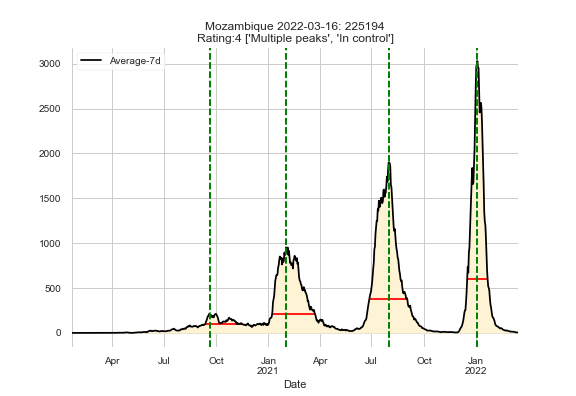 Mozambique 2022-03-16: 225194
Rating:4 ['Multiple peaks', 'In control']
Average-7d
3000
2500
2000
1500
1000
500
0
Apr Jul Oct Jan Apr Jul Oct Jan
2021 2022
Date